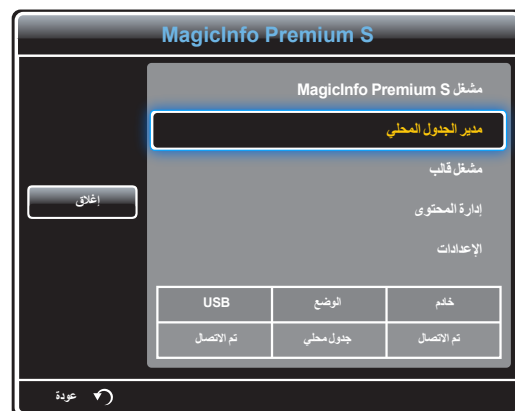 MagicInfo Premium S
مشغل MagicInfo Premium S
مدير الجدول المحلي
مشغل قالب
إدارة المحتوى
الإعدادات
إغلاق
خادم الوضع USB
تم الاتصال جدول محلي تم الاتصال
عودة